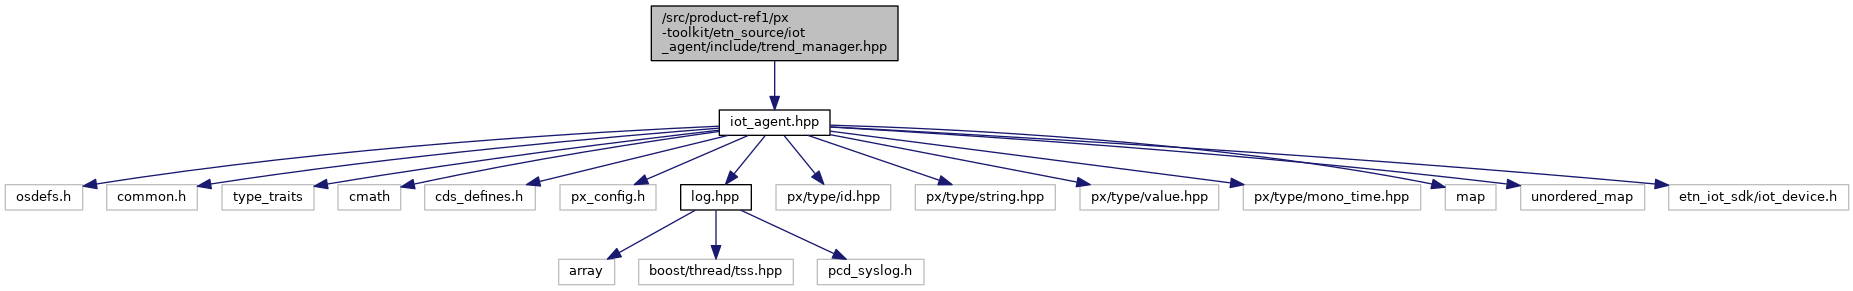 /src/product-ref1/px
-toolkit/etn_source/iot
_agent/include/trend_manager.hpp
iot_agent.hpp
osdefs.h
common.h
type_traits
cmath
cds_defines.h
px_config.h
log.hpp
px/type/id.hpp
px/type/string.hpp
px/type/value.hpp
px/type/mono_time.hpp
map
unordered_map
etn_iot_sdk/iot_device.h
array
boost/thread/tss.hpp
pcd_syslog.h